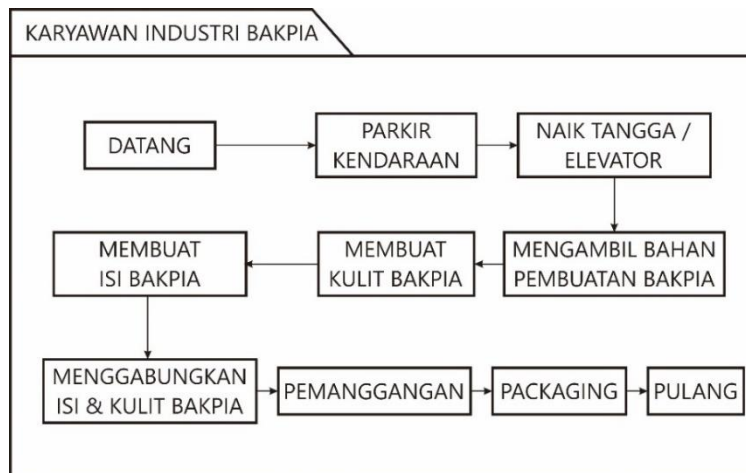 KARYAWAN INDUSTRI BAKPIA
DATANG
PARKIR
KENDARAAN
NAIK TANGGA /
ELEVATOR
MENGAMBIL BAHAN
PEMBUATAN BAKPIA
MEMBUAT
KULIT BAKPIA
MEMBUAT
ISI BAKPIA
MENGGABUNGKAN
ISI & KULIT BAKPIA
PEMANGGANGAN
PACKAGING
PULANG